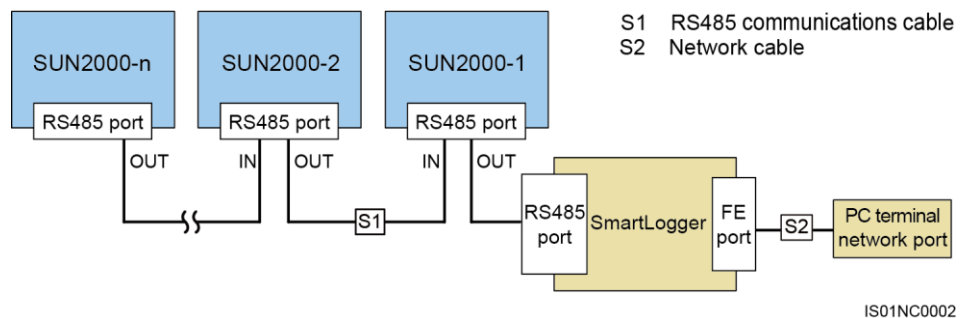 S1 RS485 communications cable
S2 Network cable
SUN2000-n
SUN2000-2
SUN2000-1
RS485 port
RS485 port
RS485 port
OUT
IN
OUT
IN
OUT
S1
RS485
port
SmartLogger
FE
port
S2
PC terminal
network port
IS01NC0002